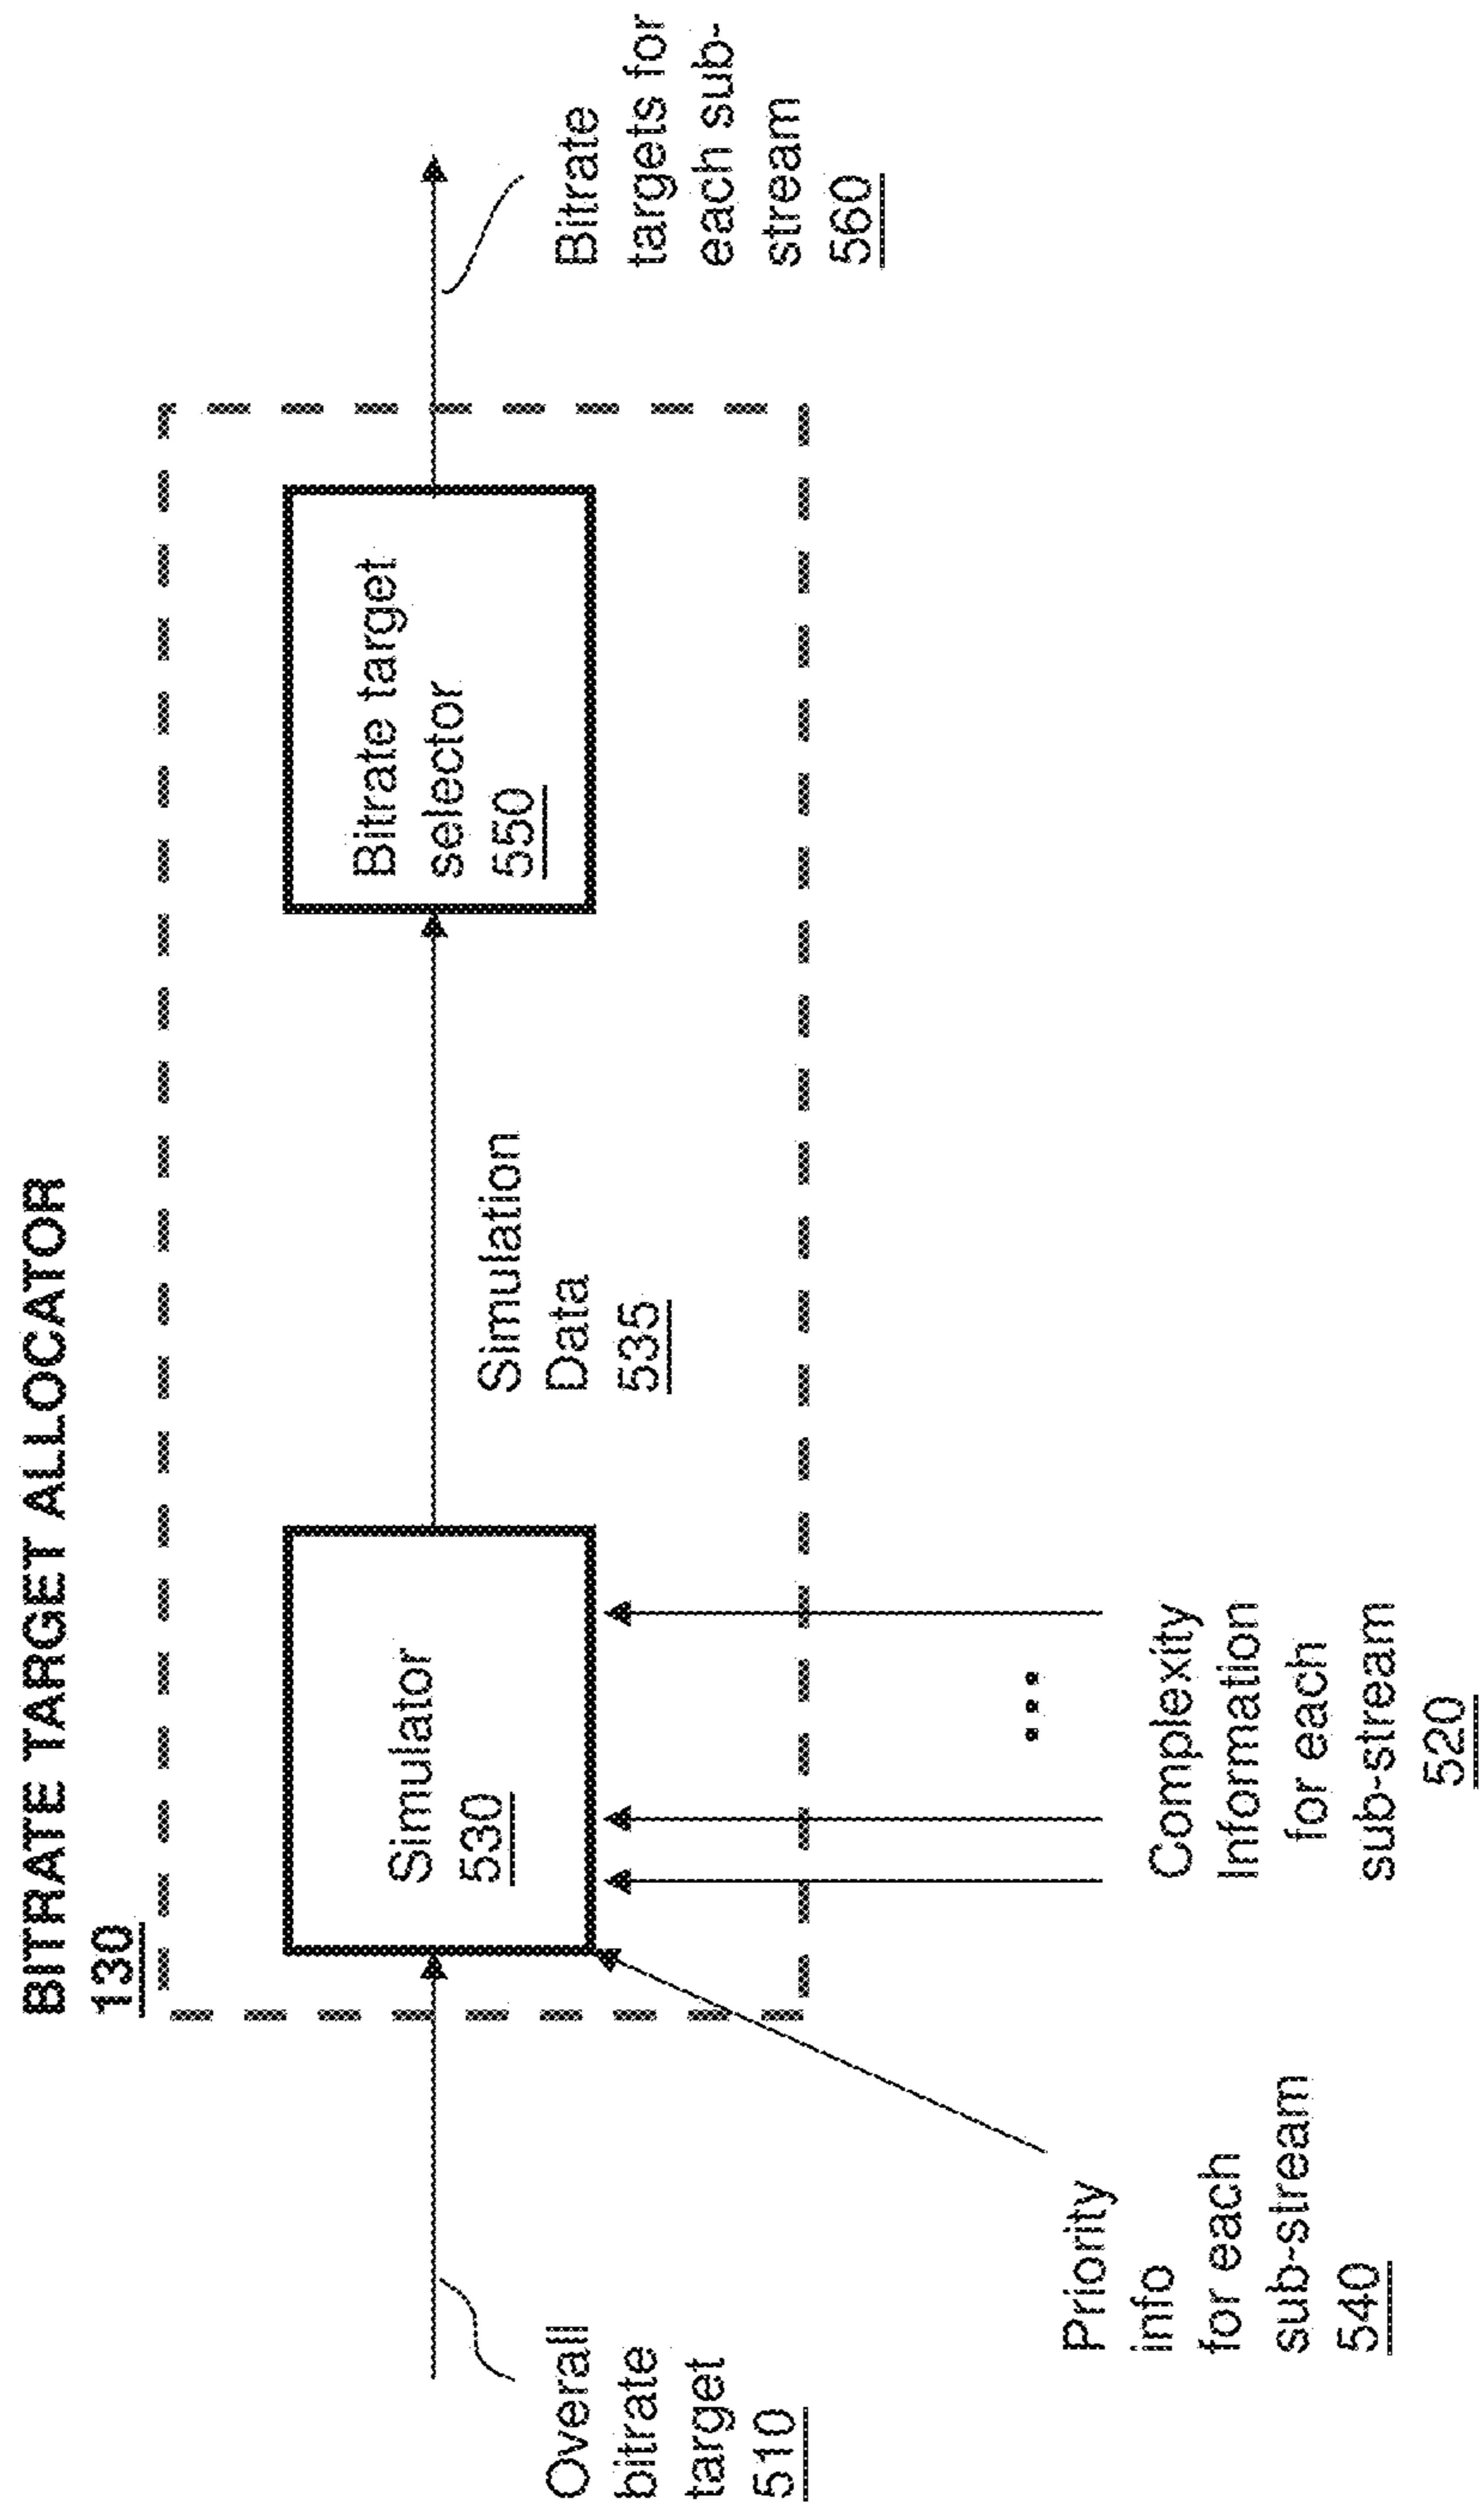 BITRATE TARGET ALLOCATOR
130
Overall
bitrate
target
510
Simulator
530
Simulation
Data
535
Bitrate target
selector
550
Bitrate
targets for
each sub-
stream
560
Priority
info
for each
sub-stream
540
Complexity
Information
for each
sub-stream
520